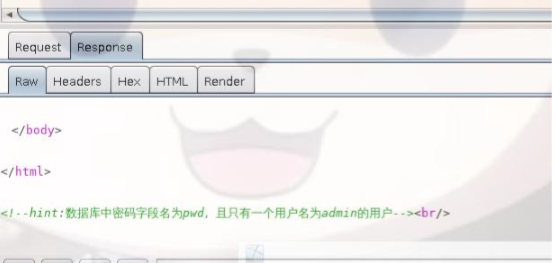 Request Response
Raw Headers Hex HTML Render
</body>
</html>
<!--hint:数据库中密码字段名为pwd, 且只有一个用户名为admin的用户--><br/>